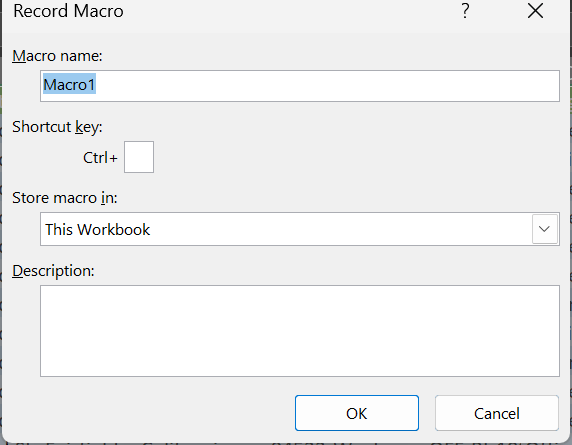 Record Macro ? ×
Macro name:
Macro1
Shortcut key:
Ctrl+
Store macro in:
This Workbook
Description:
OK Cancel